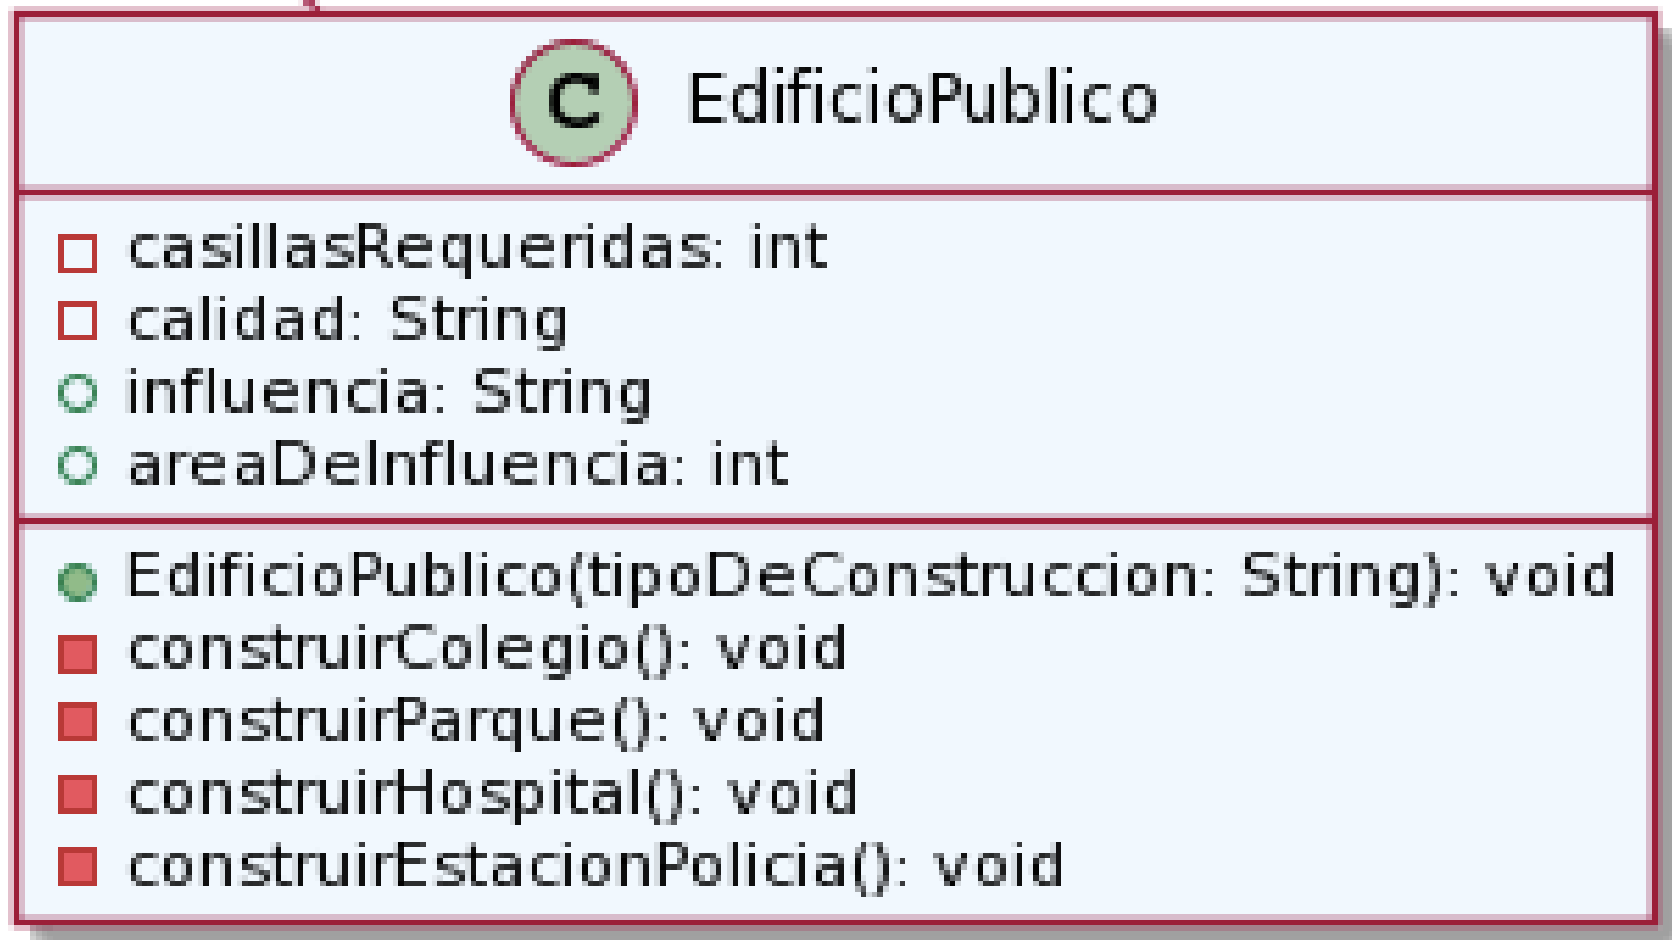 C EdificioPublico
casillasRequeridas: int
calidad: String
influencia: String
areaDeInfluencia: int
EdificioPublico(tipoDeConstruccion: String): void
construirColegio(): void
construirParque(): void
construirHospital(): void
construirEstacionPolicia(): void